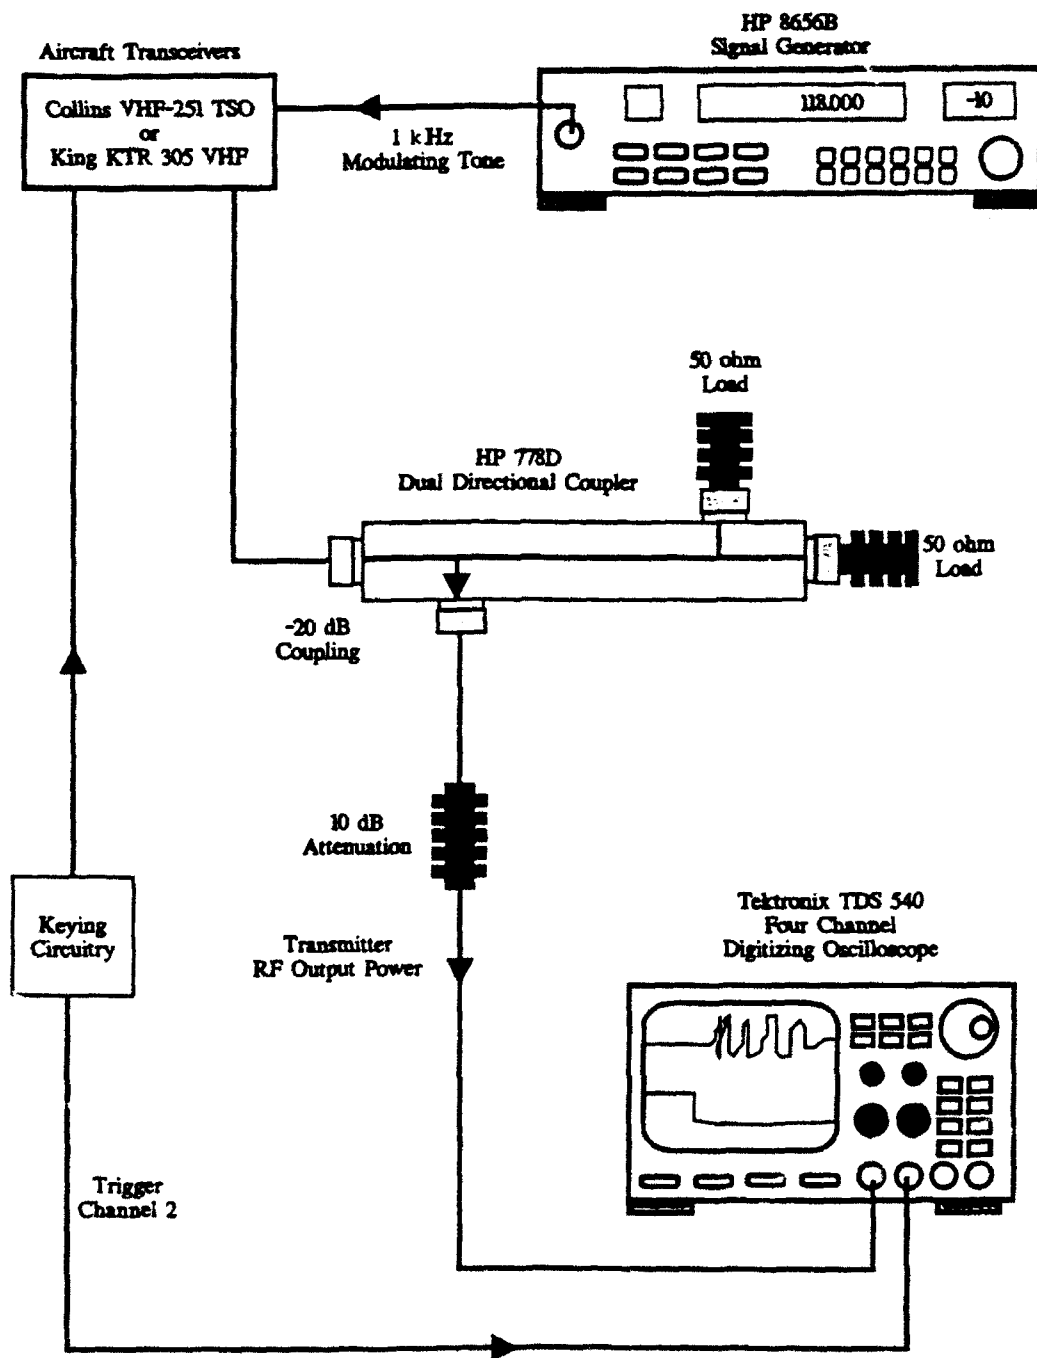 HP 8656B
Signal Generator
Aircraft Transceivers
Collins VHF-251 TSO
or
King KTR 305 VHF
118.000
-10
1 kHz
Modulating Tone
50 ohm
Load
HP 778D
Dual Directional Coupler
50 ohm
Load
-20 dB
Coupling
10 dB
Attenuation
Keying
Circuitry
Transmitter
RF Output Power
Tektronix TDS 540
Four Channel
Digitizing Oscilloscope
Trigger
Channel 2